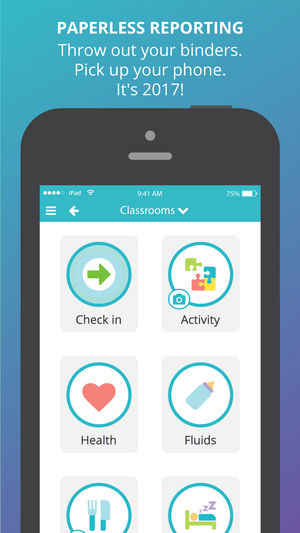 PAPERLESS REPORTING
Throw out your binders.
Pick up your phone.
It's 2017!
iPad 9:41 AM 75%
Classrooms
Check in Activity
Health Fluids
zzz